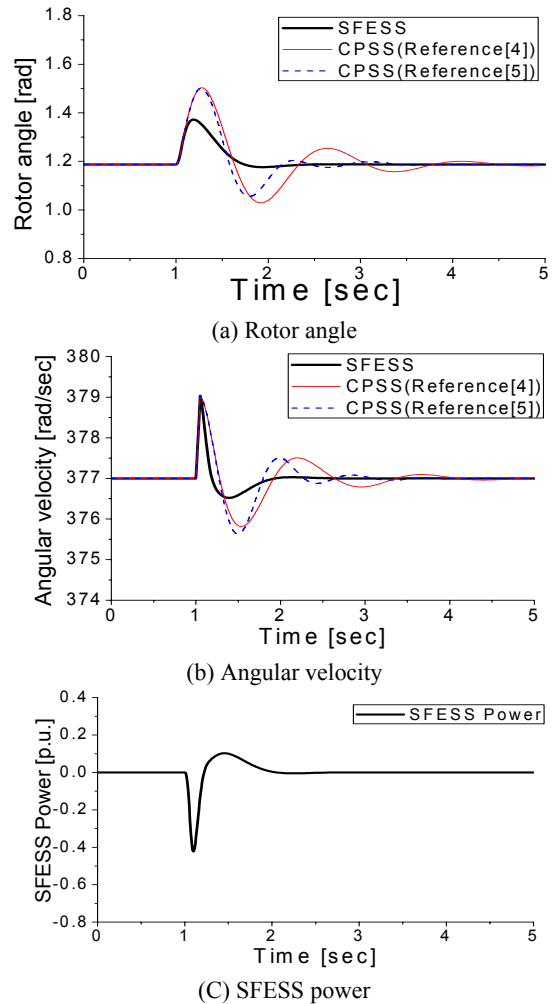 1.8
1.6
1.4
1.2
1.0
0.8
Rotor angle [rad]
SFESS
CPSS(Reference[4])
CPSS(Reference[5])
0 1 2 3 4 5
Time [sec]
(a) Rotor angle
380
379
378
377
376
375
374
Angular velocity [rad/sec]
SFESS
CPSS(Reference[4])
CPSS(Reference[5])
0 1 2 3 4 5
Time [sec]
(b) Angular velocity
0.4
0.2
0.0
-0.2
-0.4
-0.6
-0.8
SFESS Power [p.u.]
SFESS Power
0 1 2 3 4 5
Time [sec]
(C) SFESS power